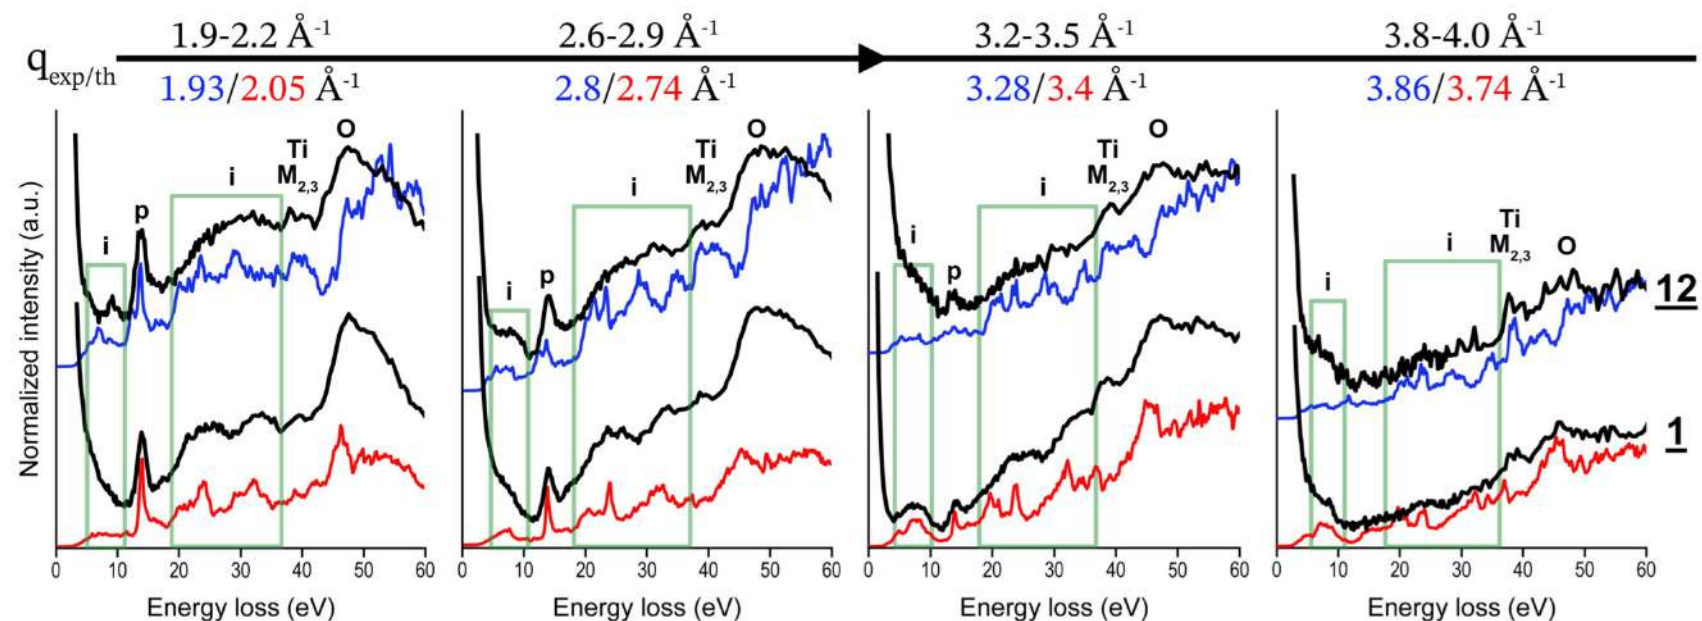 1.9-2.2 Å⁻¹ 2.6-2.9 Å⁻¹ 3.2-3.5 Å⁻¹ 3.8-4.0 Å⁻¹
q exp/th
1.93/2.05 Å⁻¹ 2.8/2.74 Å⁻¹ 3.28/3.4 Å⁻¹ 3.86/3.74 Å⁻¹
Normalized intensity (a.u.)
i
p
i
Ti
M2,3
O
0 10 20 30 40 50 60
Energy loss (eV)
i
p
i
Ti
M2,3
O
0 10 20 30 40 50 60
Energy loss (eV)
i
p
i
Ti
M2,3
O
0 10 20 30 40 50 60
Energy loss (eV)
i
i
Ti
M2,3
O
0 10 20 30 40 50 60
Energy loss (eV)
12
1